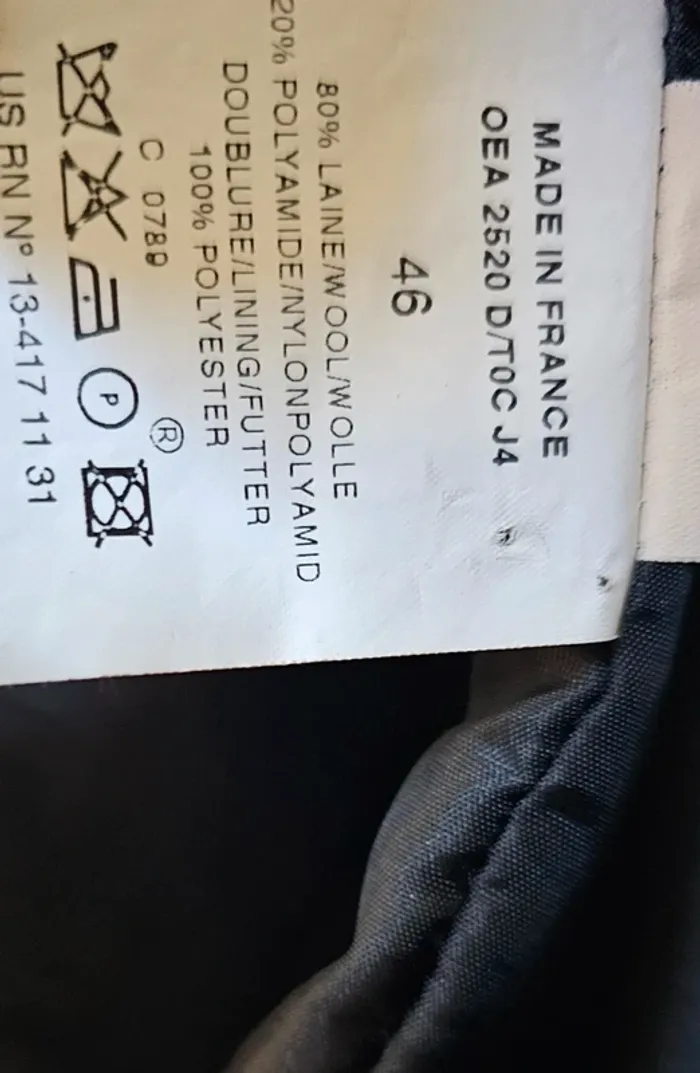 MADE IN FRANCE
OEA 2520 D/TOC J4
46
80% LAINE/WOOL/WOLLE
20% POLYAMIDE/NYLONPOLYAMID
DOUBLURE/LINING/FUTTER
100% POLYESTER
®
C 0789
P
US RN Nº 13-417 11 31